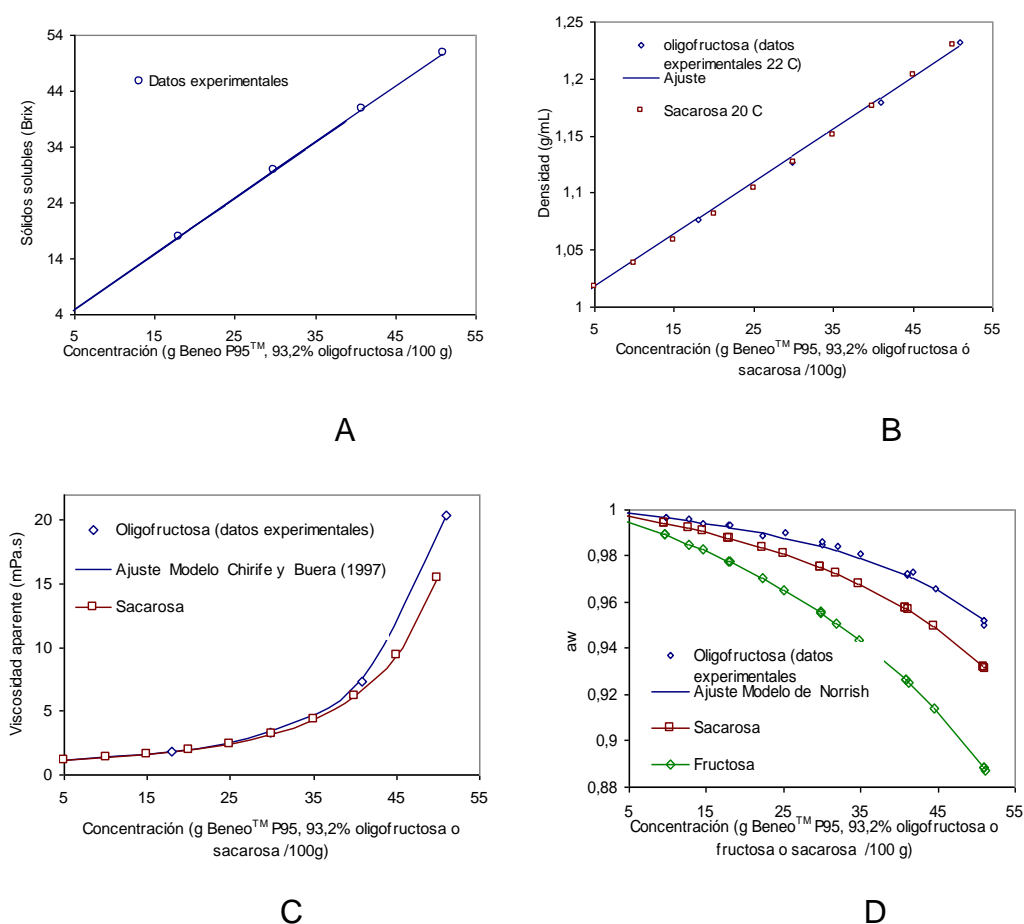 Sólidos solubles (Brix)
54
44
34
24
14
4
Datos experimentales
5 15 25 35 45 55
Concentración (g Beneo P95TM, 93,2% oligofructosa /100 g)
A
Densidad (g/mL)
1,25
1,2
1,15
1,1
1,05
1
oligofructosa (datos
experimentales 22 C)
Ajuste
Sacarosa 20 C
5 15 25 35 45 55
Concentración (g BeneoTM P95, 93,2% oligofructosa ó
sacarosa /100g)
B
Viscosidad aparente (mPa.s)
20
15
10
5
0
Oligofructosa (datos experimentales)
Ajuste Modelo Chirife y Buera (1997)
Sacarosa
5 15 25 35 45 55
Concentración (g BeneoTM P95, 93,2% oligofructosa o
sacarosa /100g)
C
aw
1
0,98
0,96
0,94
0,92
0,9
0,88
Oligofructosa (datos
experimentales
Ajuste Modelo de Norrish
Sacarosa
Fructosa
5 15 25 35 45 55
Concentración (g BeneoTM P95, 93,2% oligofructosa o
fructosa o sacarosa /100 g)
D